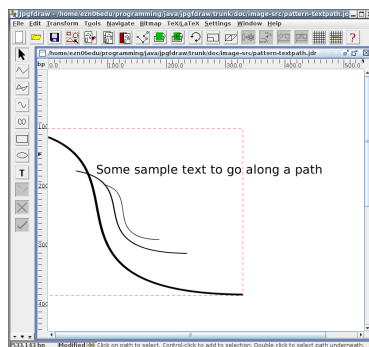 jpgfdraw - /home/ezn06edu/programming/java/jpgfdraw/trunk/doc/image-src/pattern-textpath.jd
File Edit Transform Tools Navigate Bitmap TeX/LaTeX Settings Window Help
/home/ezn06edu/programming/java/jpgfdraw/trunk/doc/image-src/pattern-textpath.jdr
bp 0.0 100.0 200.0 300.0 400.0 500.0
100
Some sample text to go along a path
200
300
400
T
533,143 bp Modified Click on path to select. Control-click to add to selection. Double click to select path underneath.